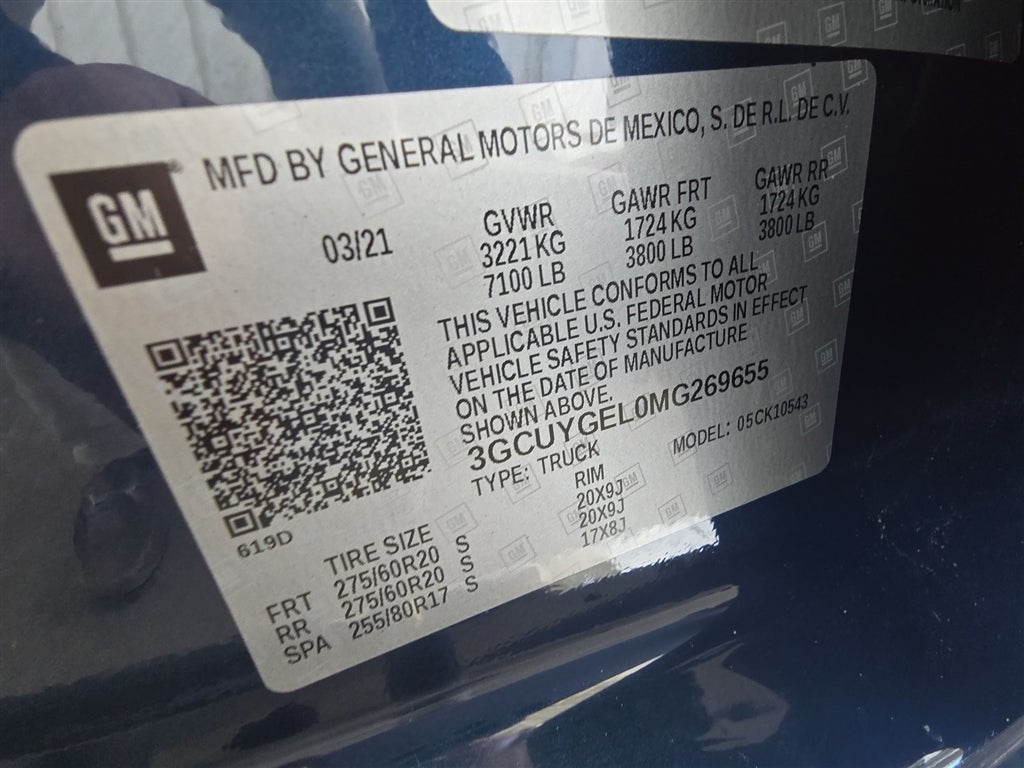 GM
MFD BY GENERAL MOTORS DE MEXICO, S. DE R.L. DE C.V.
03/21
GVWR
3221 KG
7100 LB
GAWR FRT
1724 KG
3800 LB
GAWR RR
1724 KG
3800 LB
THIS VEHICLE CONFORMS TO ALL
APPLICABLE U.S. FEDERAL MOTOR
VEHICLE SAFETY STANDARDS IN EFFECT
ON THE DATE OF MANUFACTURE
SHOWN ABOVE.
3GCUYGEL0MG269655
TYPE: TRUCK
MODEL: 05CK10543
619D
TIRE SIZE
RIM
FRT 275/60R20 S 20X9J
RR 275/60R20 S 20X9J
SPA 255/80R17 S 17X8J